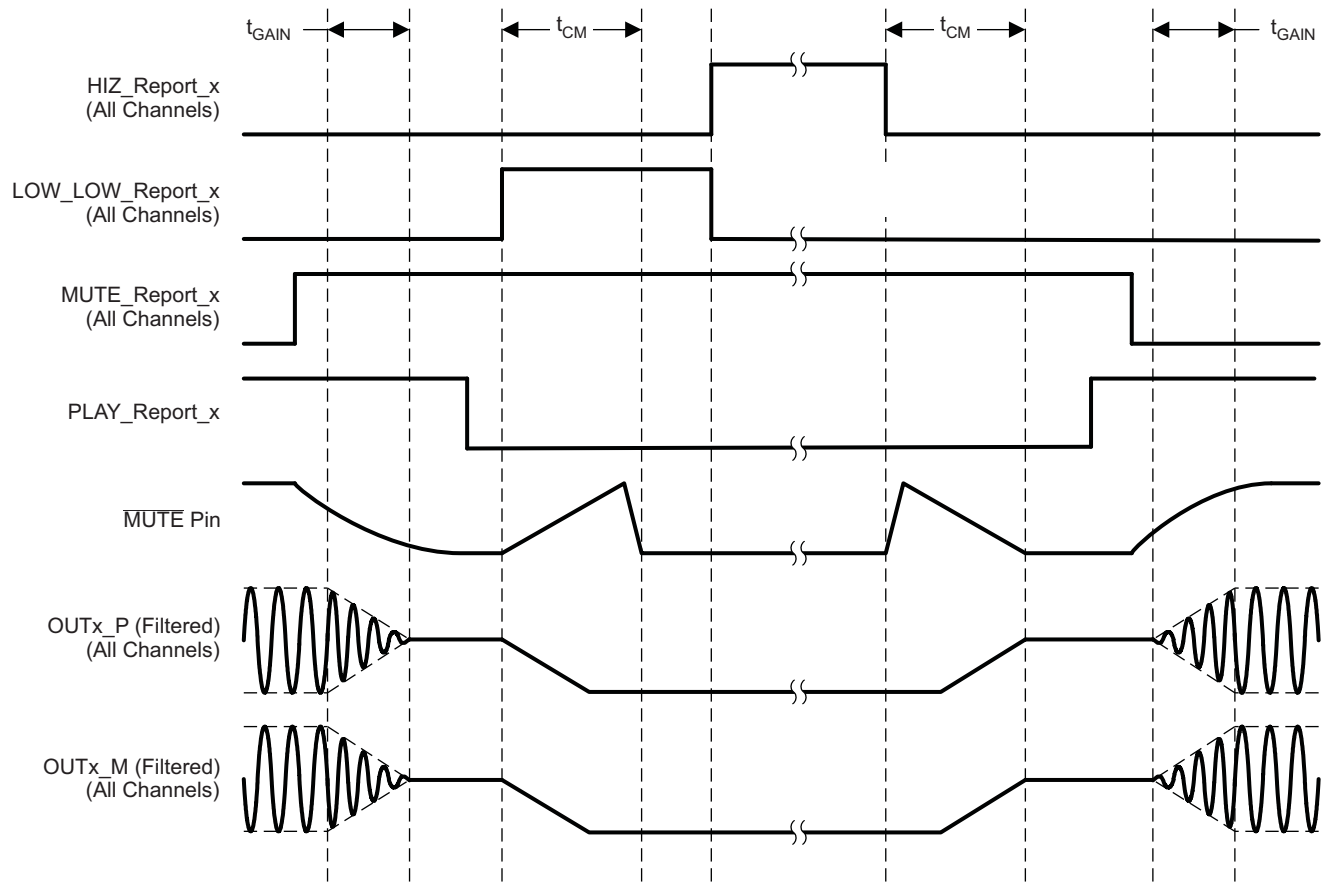 tGAIN tCM tCM tGAIN
HIZ_Report_x
(All Channels)
LOW_LOW_Report_x
(All Channels)
MUTE_Report_x
(All Channels)
PLAY_Report_x
MUTE Pin
OUTx_P (Filtered)
(All Channels)
OUTx_M (Filtered)
(All Channels)